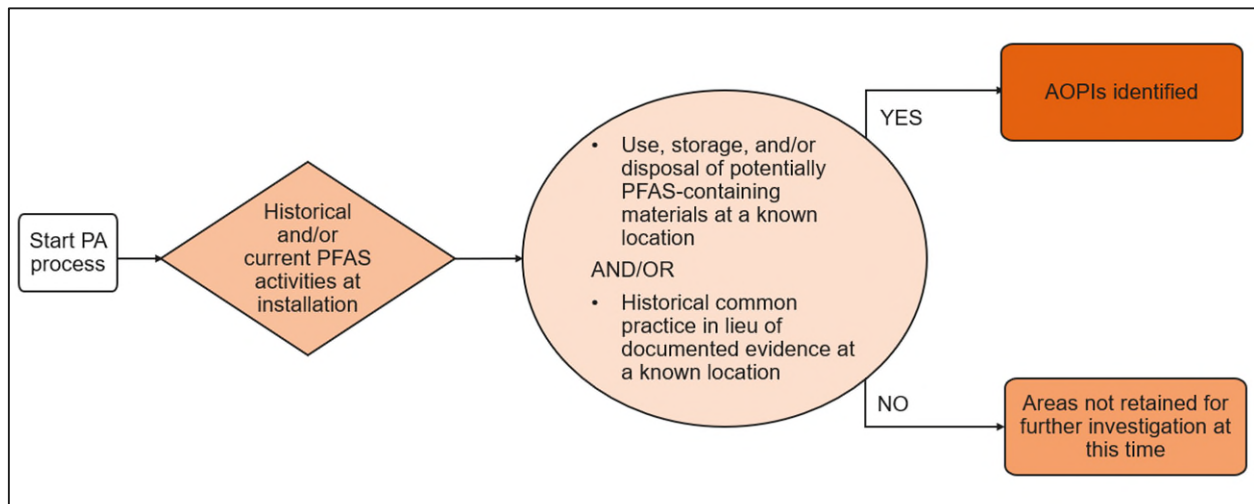 Start PA
process
Historical
and/or
current PFAS
activities at
installation
• Use, storage, and/or
disposal of potentially
PFAS-containing
materials at a known
location
AND/OR
• Historical common
practice in lieu of
documented evidence at
a known location
YES
AOPIs identified
NO
Areas not retained for
further investigation at
this time